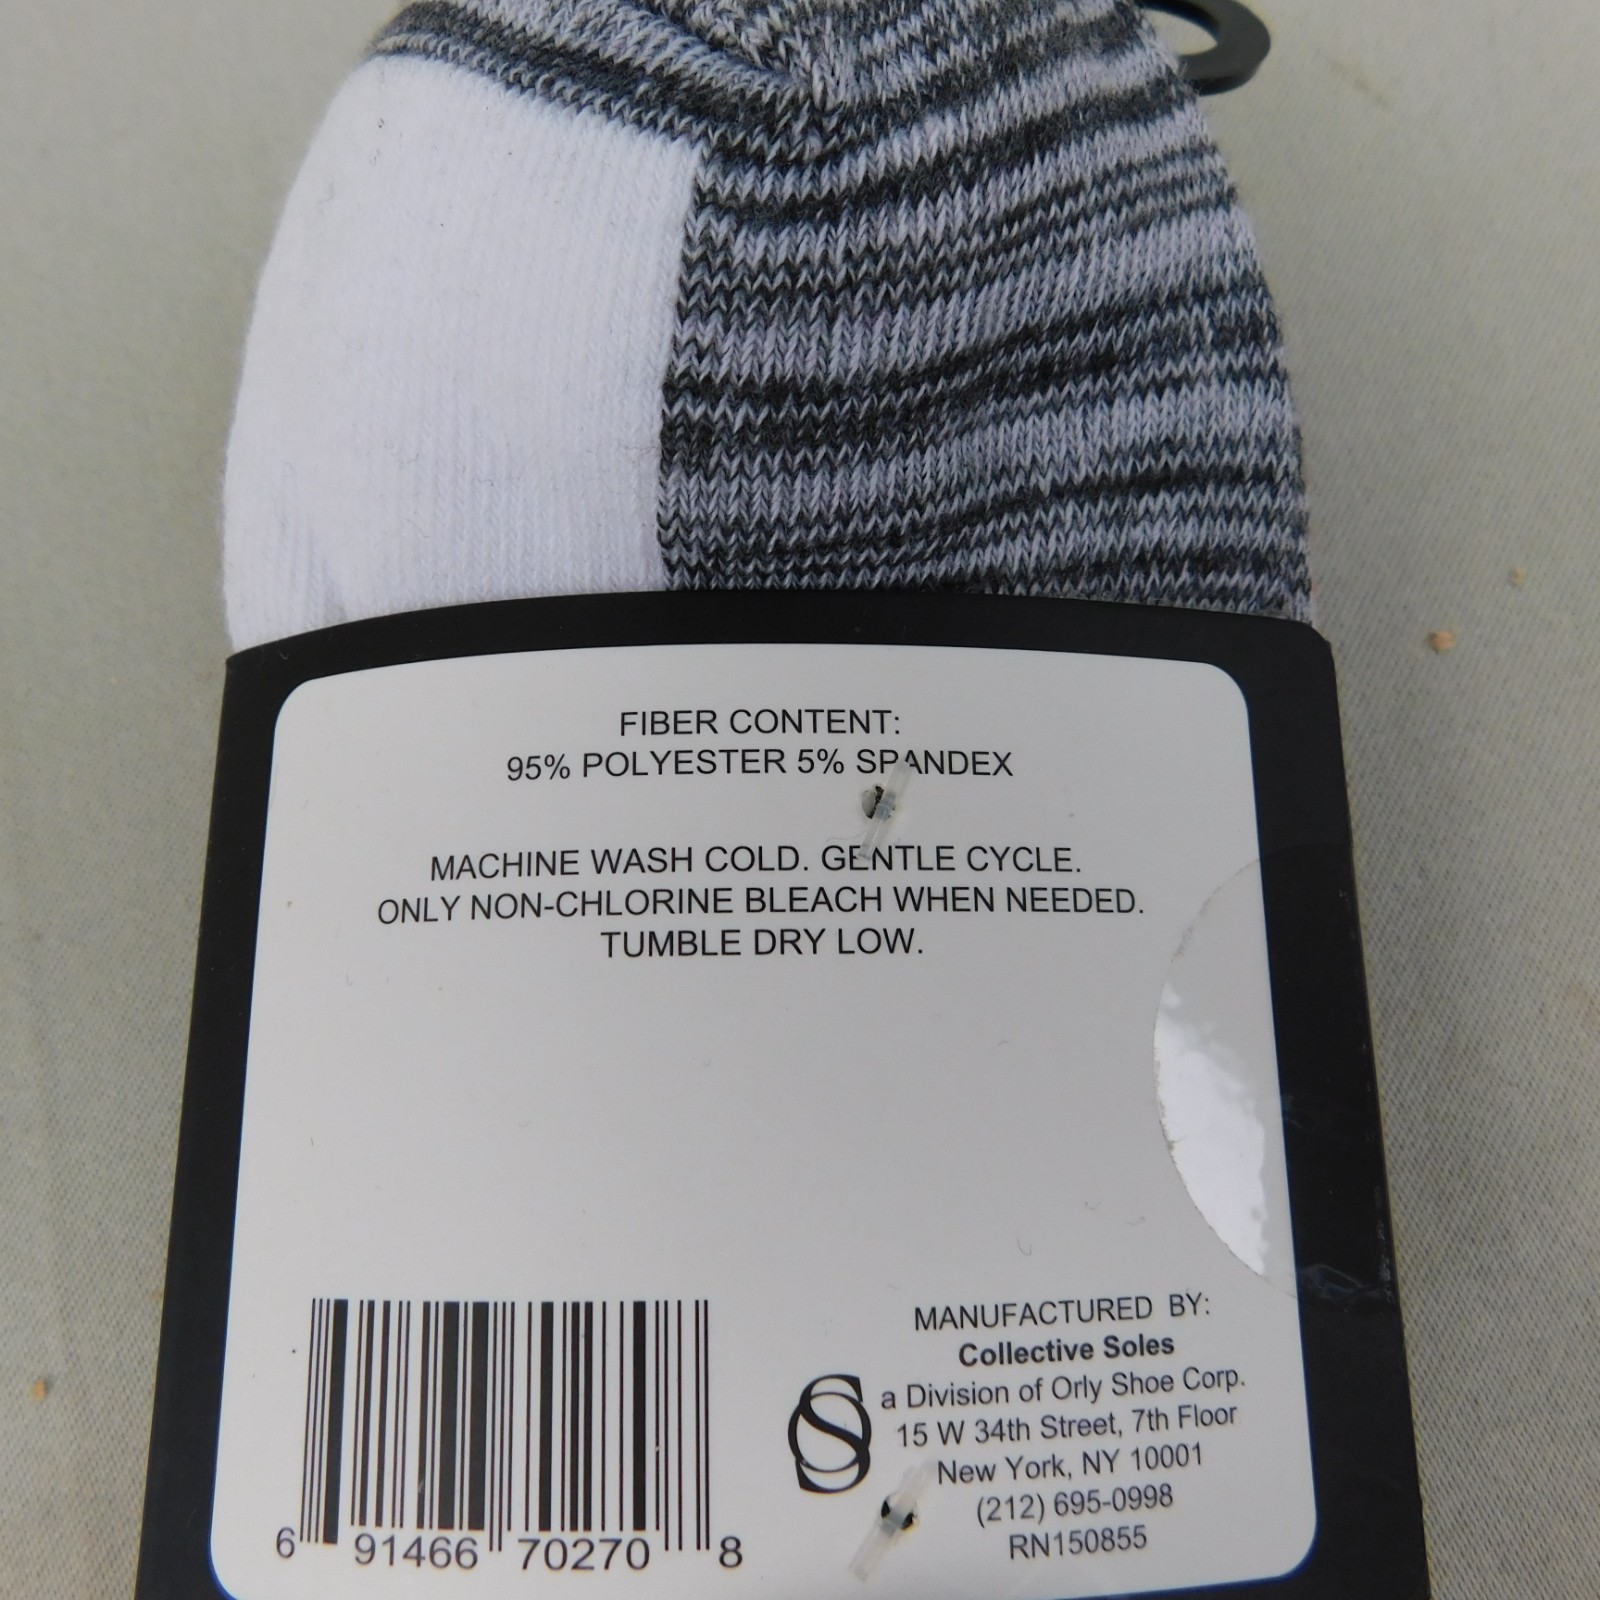 FIBER CONTENT:
95% POLYESTER 5% SPANDEX
MACHINE WASH COLD. GENTLE CYCLE.
ONLY NON-CHLORINE BLEACH WHEN NEEDED.
TUMBLE DRY LOW.
MANUFACTURED BY:
Collective Soles
a Division of Orly Shoe Corp.
15 W 34th Street, 7th Floor
New York, NY 10001
(212) 695-0998
RN150855
6 91466 70270 8